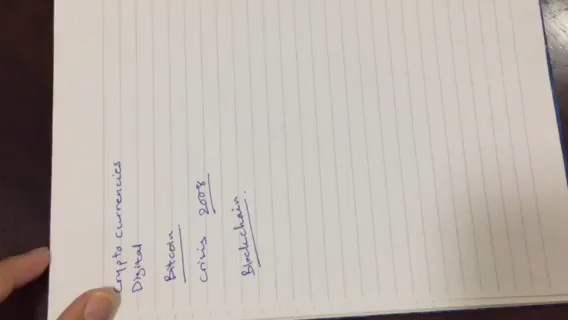 Crypto currencies
Digital
Bitcoin
Crisis 2008
Blockchain.